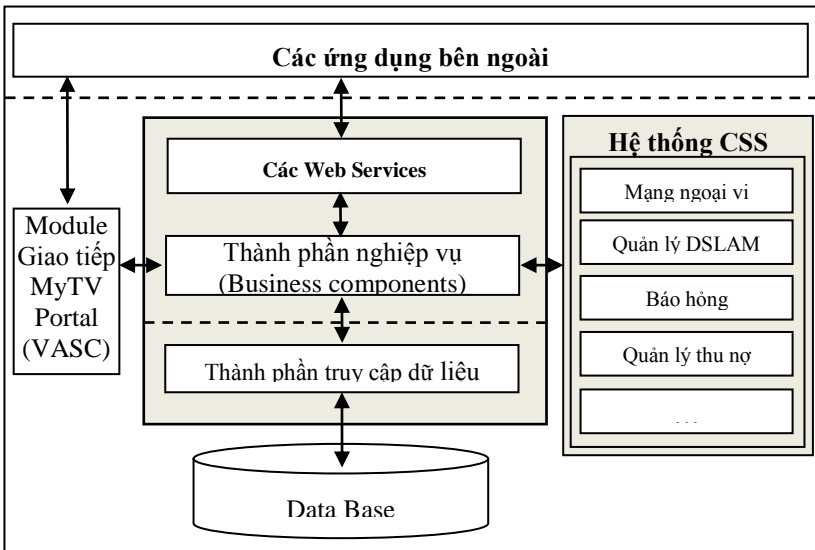 Các ứng dụng bên ngoài
Các Web Services
Thành phần nghiệp vụ
(Business components)
Thành phần truy cập dữ liêu
Data Base
Module
Giao tiếp
MyTV
Portal
(VASC)
Hệ thống CSS
Mạng ngoại vi
Quản lý DSLAM
Báo hỏng
Quản lý thu nợ
...